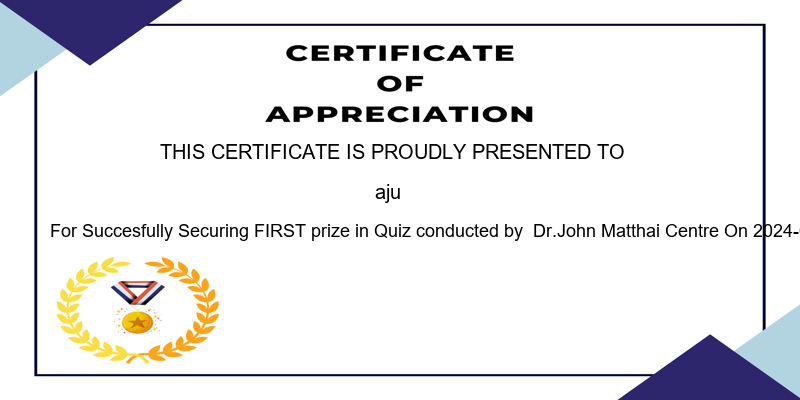 CERTIFICATE
OF
APPRECIATION
THIS CERTIFICATE IS PROUDLY PRESENTED TO
aju
For Succesfully Securing FIRST prize in Quiz conducted by  Dr.John Matthai Centre On 2024-